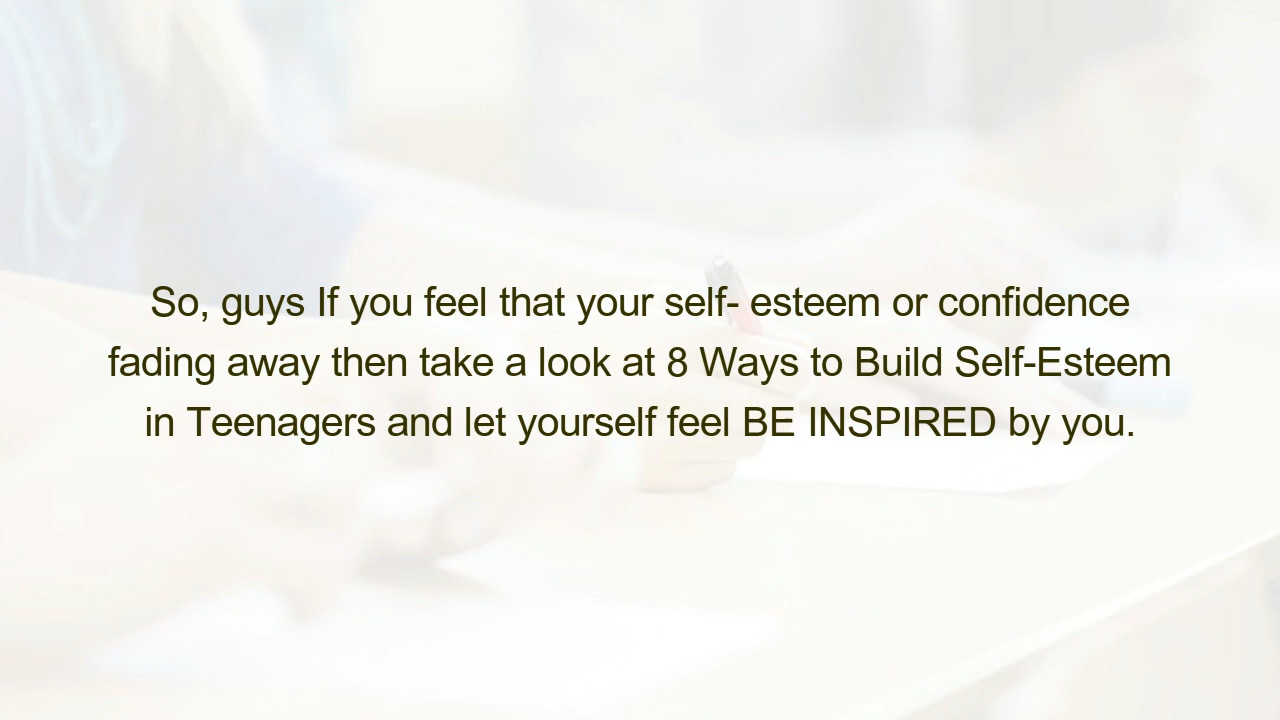 So, guys If you feel that your self- esteem or confidence
fading away then take a look at 8 Ways to Build Self-Esteem
in Teenagers and let yourself feel BE INSPIRED by you.